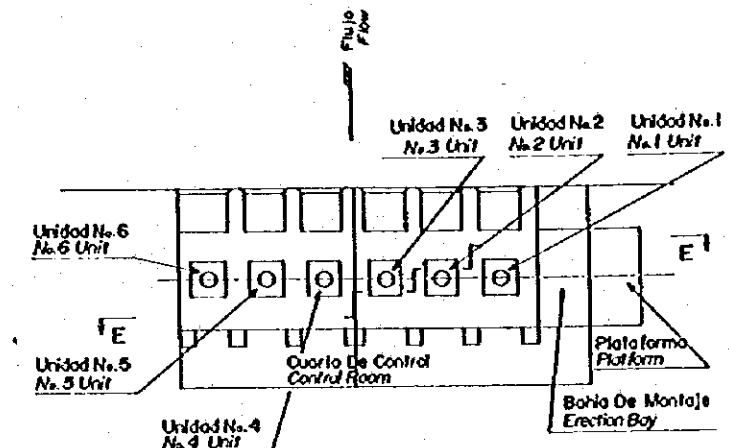 Flujo
Flow
Unidad No.3
No.3 Unit
Unidad No.2
No.2 Unit
Unidad No.1
No.1 Unit
Unidad No.6
No.6 Unit
E
E
Unidad No.5
No.5 Unit
Cuarto De Control
Control Room
Plataforma
Platform
Unidad No.4
No.4 Unit
Bohia De Montaje
Erection Bay